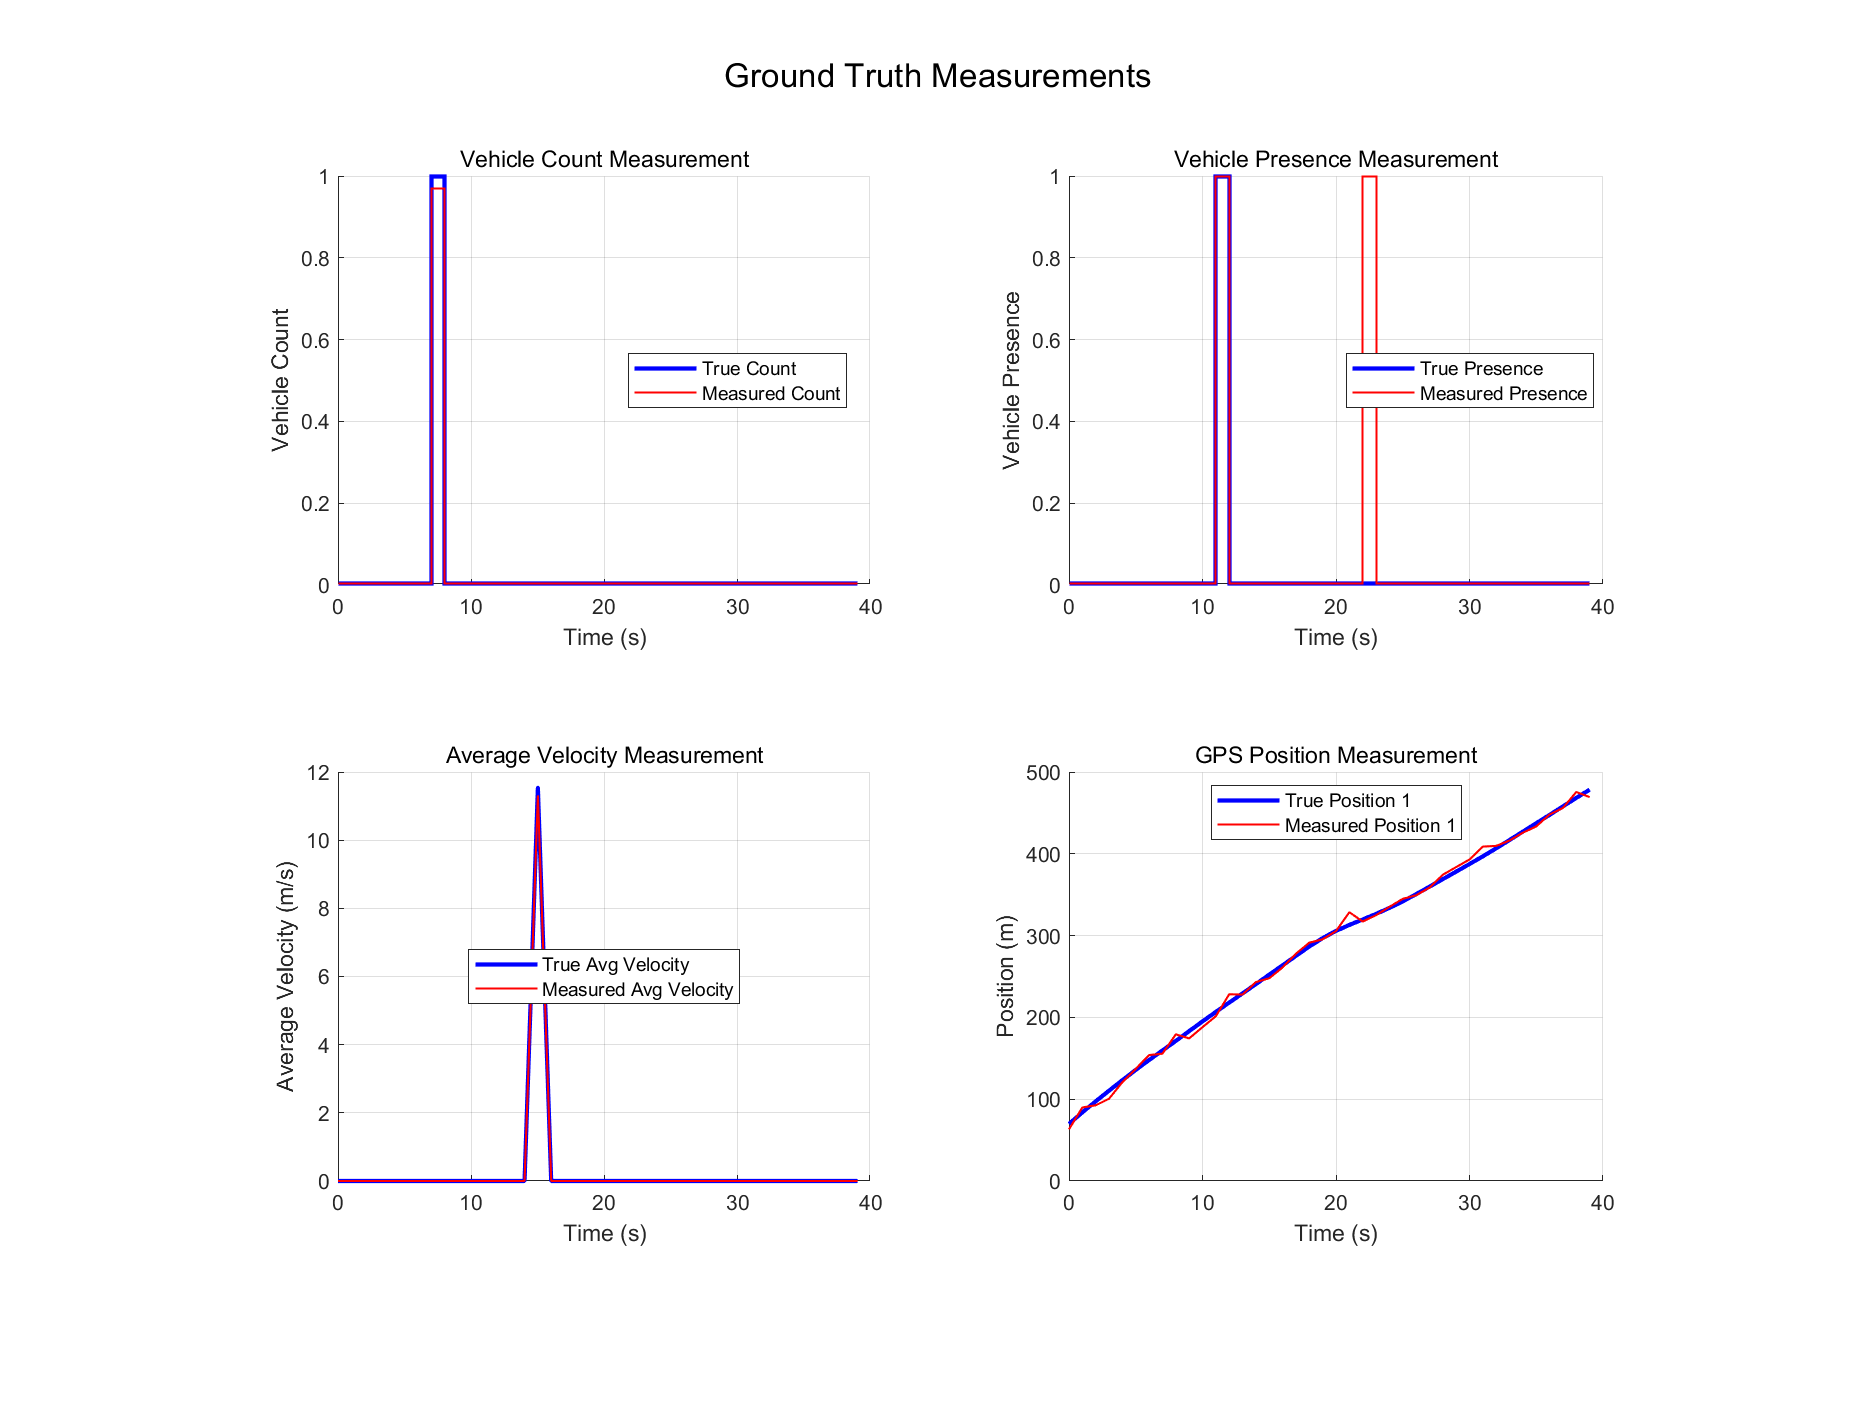 Ground Truth Measurements
Vehicle Count Measurement
1
0.8
0.6
0.4
0.2
0
Vehicle Count
0 10 20 30 40
Time (s)
True Count
Measured Count
Vehicle Presence Measurement
1
0.8
0.6
0.4
0.2
0
Vehicle Presence
0 10 20 30 40
Time (s)
True Presence
Measured Presence
Average Velocity Measurement
12
10
8
6
4
2
0
Average Velocity (m/s)
0 10 20 30 40
Time (s)
True Avg Velocity
Measured Avg Velocity
GPS Position Measurement
500
400
300
200
100
0
Position (m)
0 10 20 30 40
Time (s)
True Position 1
Measured Position 1